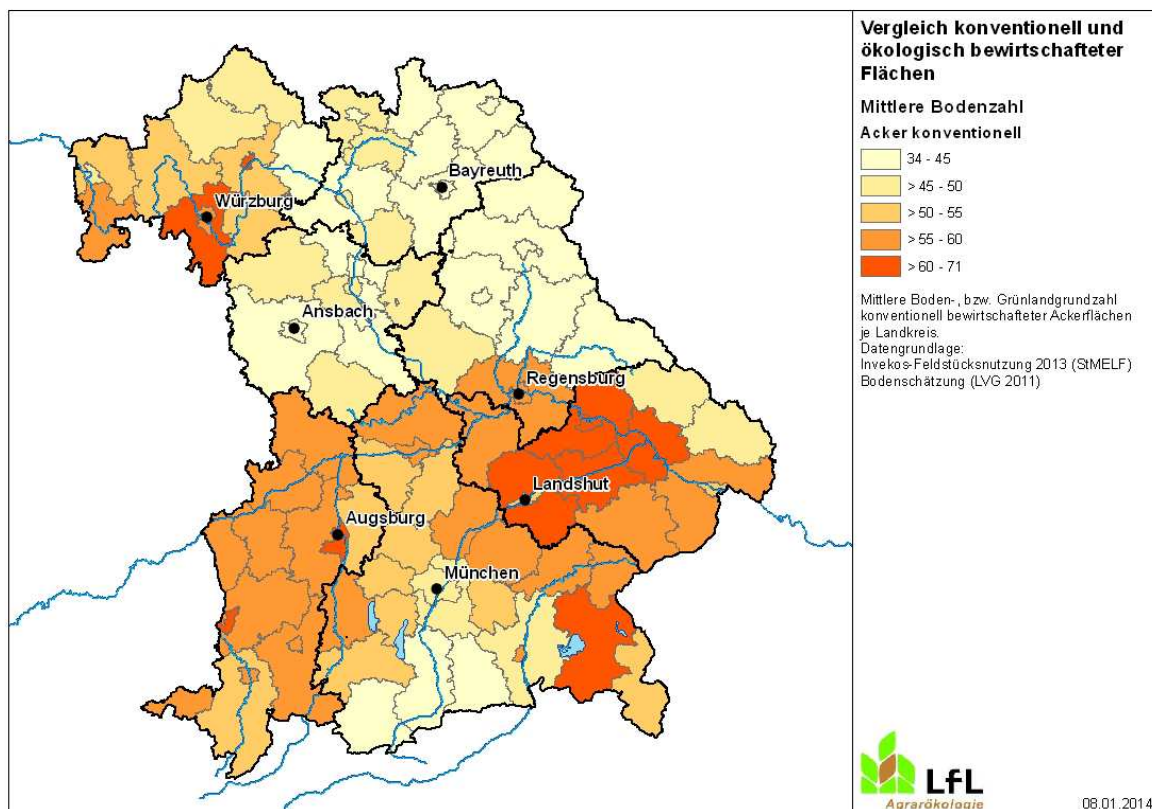 Vergleich konventionell und
ökologisch bewirtschafteter
Flächen
Mittlere Bodenzahl
Acker konventionell
34 - 45
>45 - 50
>50 - 55
>55 - 60
>60 - 71
Mittlere Boden-, bzw. Grünlandgrundzahl
konventionell bewirtschafteter Ackerflächen
je Landkreis.
Datengrundlage:
Invekos-Feldstücksnutzung 2013 (StMELF)
Bodenschätzung (LVG 2011)
Bayreuth
Würzburg
Ansbach
Regensburg
Landshut
Augsburg
München
LfL
Agrarökologie
08.01.2014